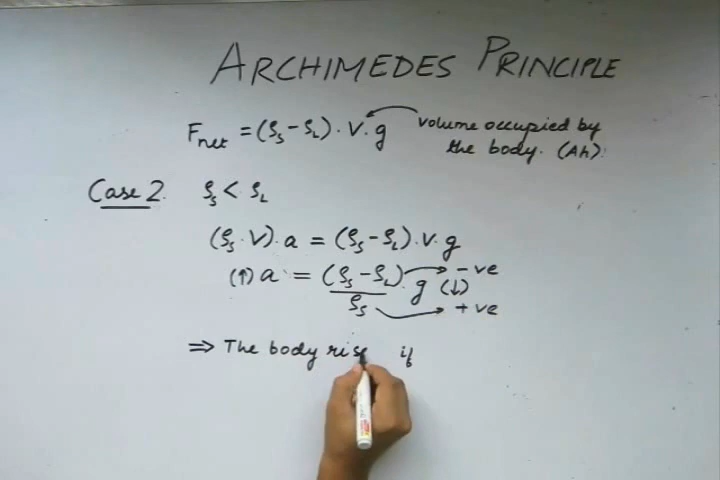 ARCHIMEDES PRINCIPLE
Fnet = (ρs - ρL) · V · g volume occupied by
the body. (Ah)
Case 2 ρs < ρL
(ρs · V) · a = (ρs - ρL) · V · g
(↑) a = (ρs - ρL) / ρs · g (↓) → -ve
→ +ve
⇒ The body rise if